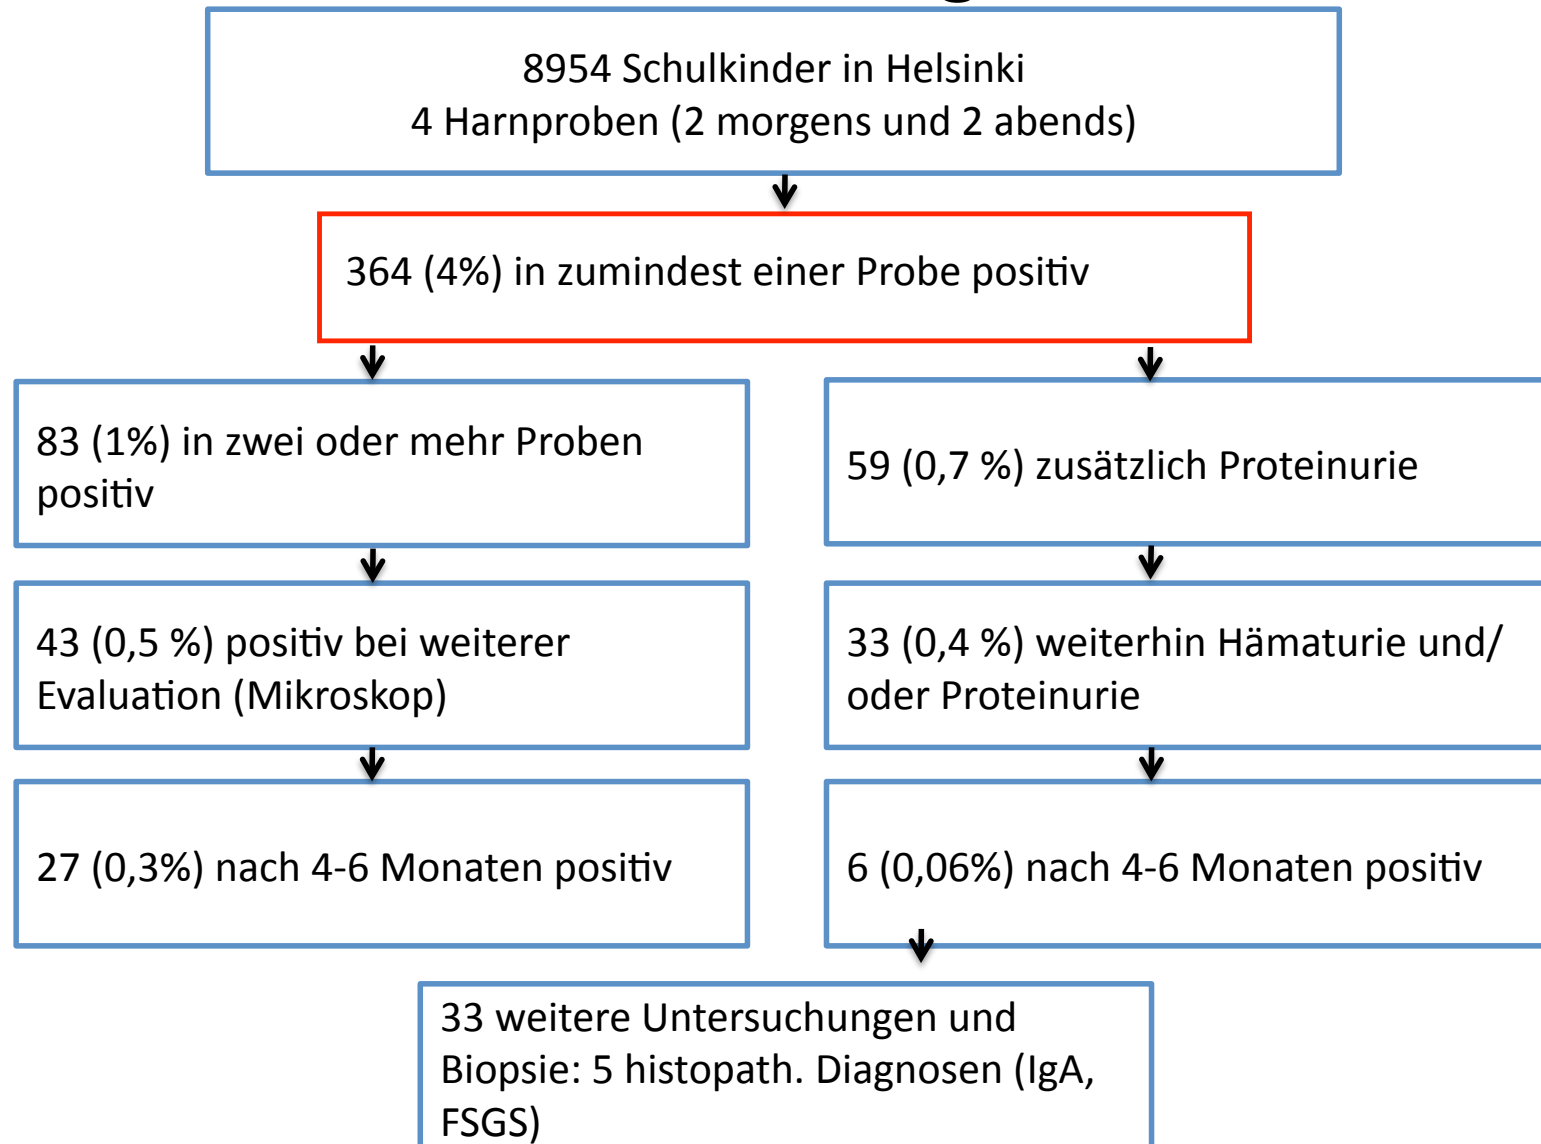 8954 Schulkinder in Helsinki
4 Harnproben (2 morgens und 2 abends)
364 (4%) in zumindest einer Probe positiv
83 (1%) in zwei oder mehr Proben
positiv
59 (0,7 %) zusätzlich Proteinurie
43 (0,5 %) positiv bei weiterer
Evaluation (Mikroskop)
33 (0,4 %) weiterhin Hämaturie und/
oder Proteinurie
27 (0,3%) nach 4-6 Monaten positiv
6 (0,06%) nach 4-6 Monaten positiv
33 weitere Untersuchungen und
Biopsie: 5 histopath. Diagnosen (IgA,
FSGS)